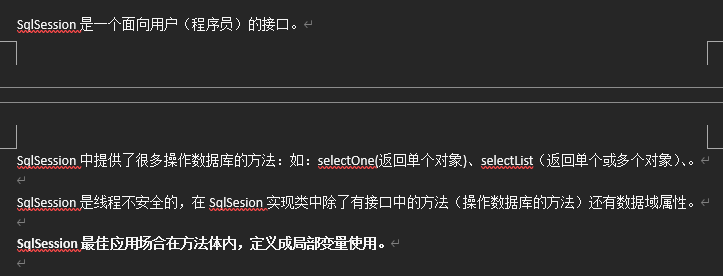 SqlSession 是一个面向用户（程序员）的接口。
SqlSession 中提供了很多操作数据库的方法：如：selectOne(返回单个对象)、selectList（返回单个或多个对象）、。
SqlSession 是线程不安全的，在 SqlSesion 实现类中除了有接口中的方法（操作数据库的方法）还有数据域属性。
SqlSession 最佳应用场合在方法体内，定义成局部变量使用。